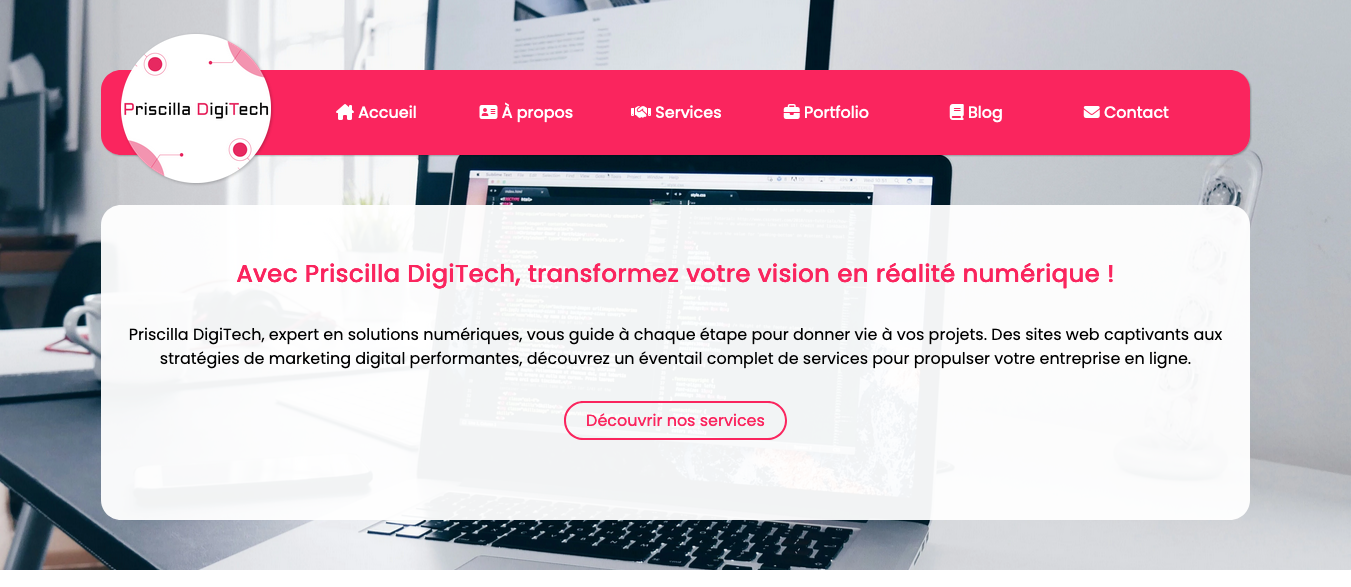 Priscilla DigiTech
Accueil
À propos
Services
Portfolio
Blog
Contact
Avec Priscilla DigiTech, transformez votre vision en réalité numérique !
Priscilla DigiTech, expert en solutions numériques, vous guide à chaque étape pour donner vie à vos projets. Des sites web captivants aux
stratégies de marketing digital performantes, découvrez un éventail complet de services pour propulser votre entreprise en ligne.
Découvrir nos services